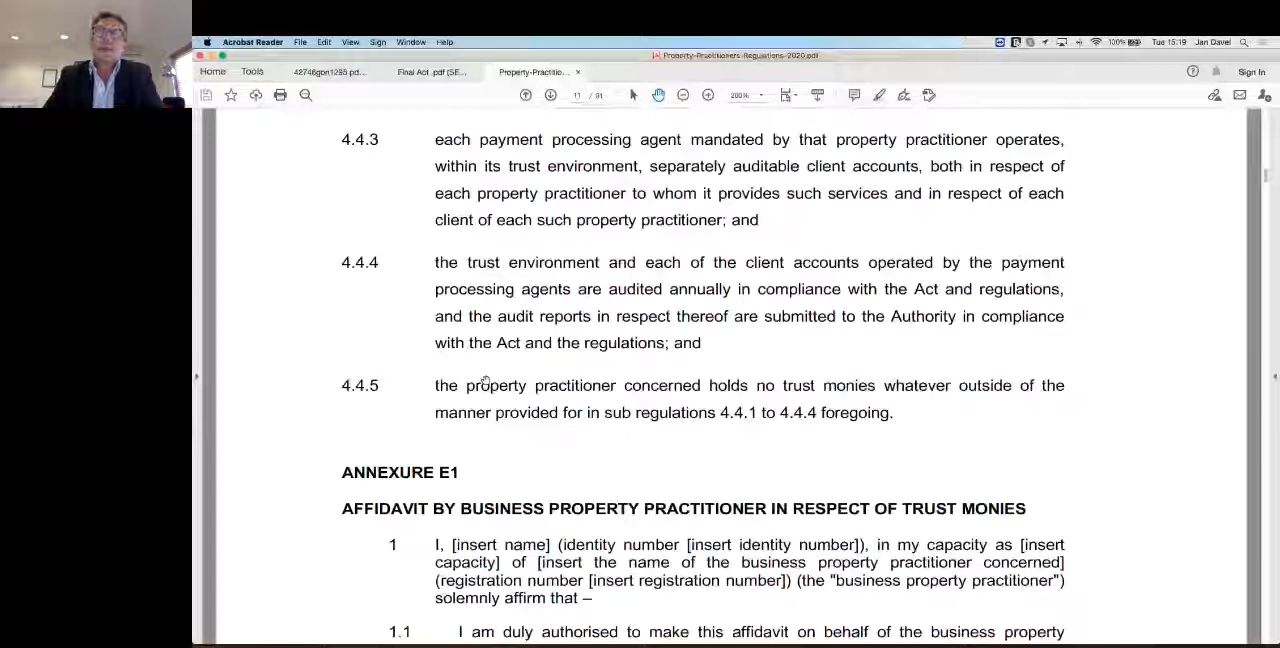 Acrobat Reader File Edit View Sign Window Help 100% Tue 15:19 Jan Davel
Property-Practitioners-Regulations-2020.pdf
Home Tools 42746gon1295 pd... Final Act .pdf (SE... Property-Practitio... × Sign In
11 / 91 200%
4.4.3 each payment processing agent mandated by that property practitioner operates,
within its trust environment, separately auditable client accounts, both in respect of
each property practitioner to whom it provides such services and in respect of each
client of each such property practitioner; and
4.4.4 the trust environment and each of the client accounts operated by the payment
processing agents are audited annually in compliance with the Act and regulations,
and the audit reports in respect thereof are submitted to the Authority in compliance
with the Act and the regulations; and
4.4.5 the property practitioner concerned holds no trust monies whatever outside of the
manner provided for in sub regulations 4.4.1 to 4.4.4 foregoing.
ANNEXURE E1
AFFIDAVIT BY BUSINESS PROPERTY PRACTITIONER IN RESPECT OF TRUST MONIES
1 I, [insert name] (identity number [insert identity number]), in my capacity as [insert
capacity] of [insert the name of the business property practitioner concerned]
(registration number [insert registration number]) (the "business property practitioner")
solemnly affirm that –
1.1 I am duly authorised to make this affidavit on behalf of the business property